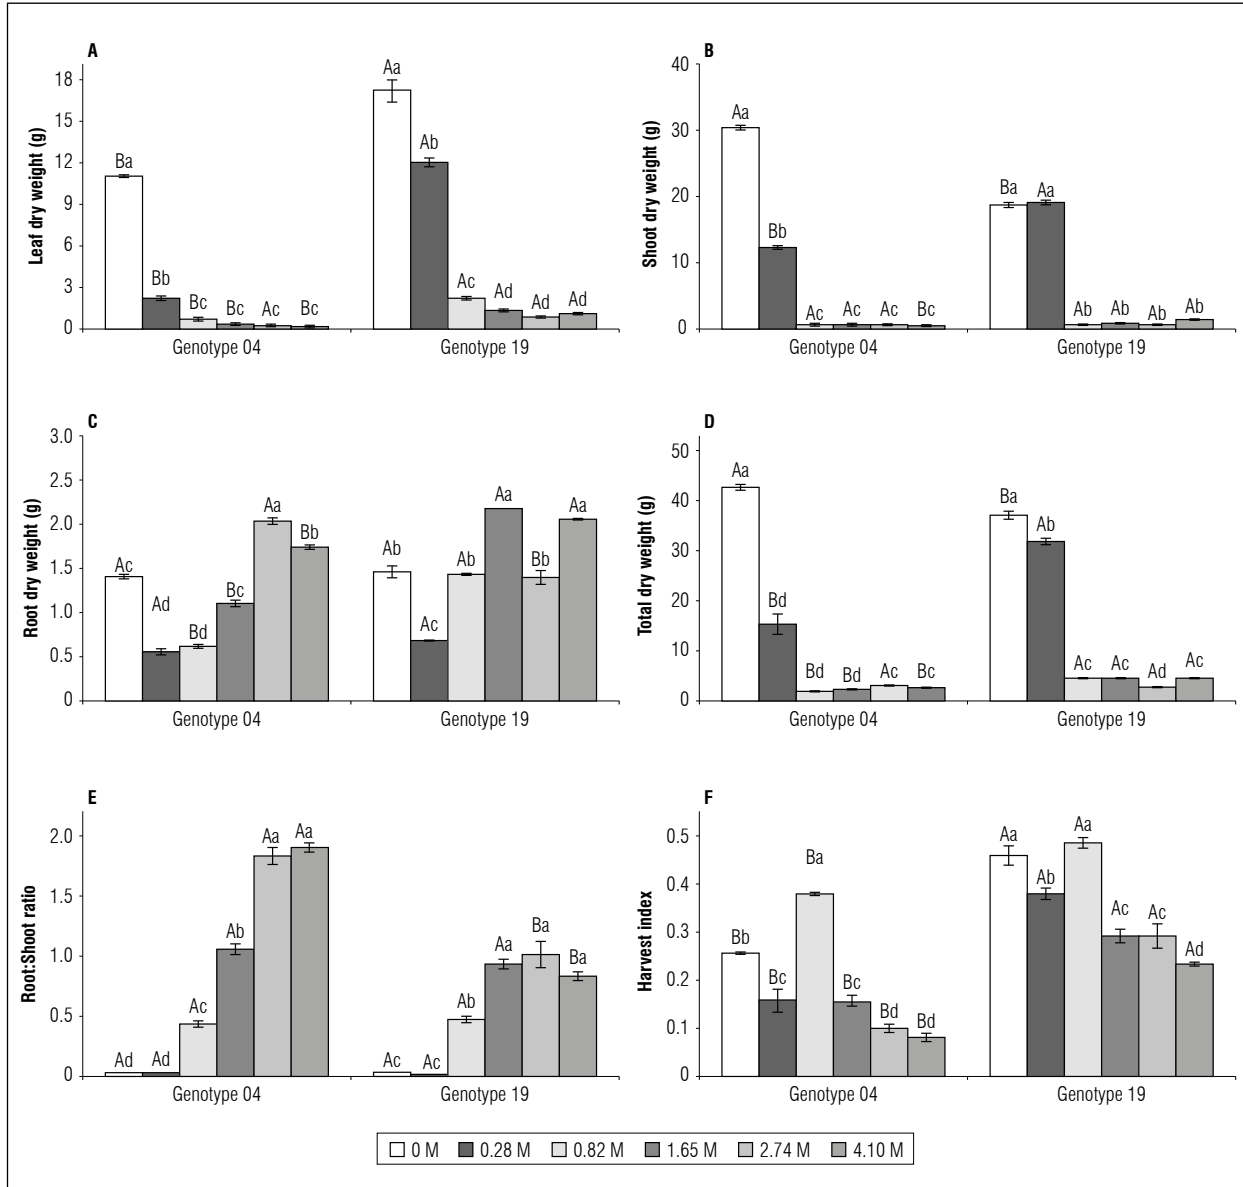 A
Leaf dry weight (g)
18
15
12
9
6
3
0
Ba
Bb
Bc
Bc
Ac
Bc
Aa
Ab
Ac
Ad
Ad
Ad
Genotype 04
Genotype 19
B
Shoot dry weight (g)
40
30
20
10
0
Aa
Bb
Ac
Ac
Ac
Bc
Ba
Aa
Ab
Ab
Ab
Ab
Genotype 04
Genotype 19
C
Root dry weight (g)
3.0
2.5
2.0
1.5
1.0
0.5
0
Ac
Ad
Bd
Bc
Aa
Bb
Ab
Ac
Ab
Aa
Bb
Aa
Genotype 04
Genotype 19
D
Total dry weight (g)
50
40
30
20
10
0
Aa
Bd
Bd
Bd
Ac
Bc
Ba
Ab
Ac
Ac
Ad
Ac
Genotype 04
Genotype 19
E
Root:Shoot ratio
2.0
1.5
1.0
0.5
0
Ad
Ad
Ac
Ab
Aa
Aa
Ac
Ac
Ab
Aa
Ba
Ba
Genotype 04
Genotype 19
F
Harvest index
0.5
0.4
0.3
0.2
0.1
0
Bb
Bc
Ba
Bc
Bd
Bd
Aa
Ab
Aa
Ac
Ac
Ad
Genotype 04
Genotype 19
0 M 0.28 M 0.82 M 1.65 M 2.74 M 4.10 M